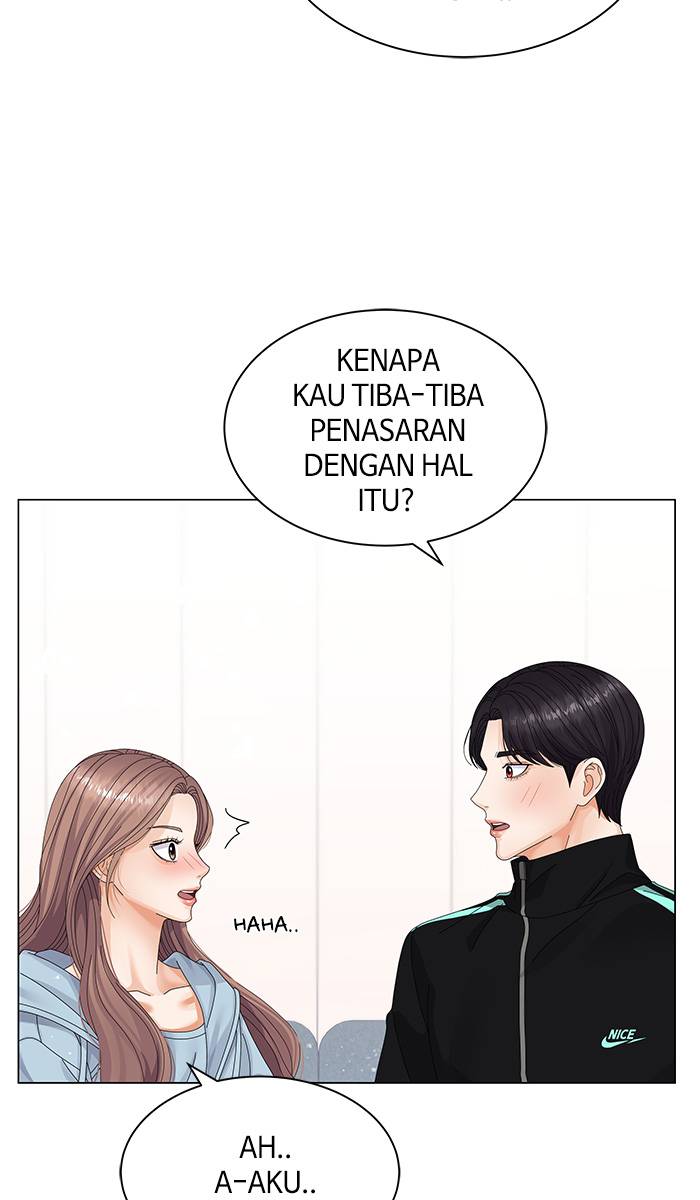 KENAPA
KAU TIBA-TIBA
PENASARAN
DENGAN HAL
ITU?
HAHA..
NICE
AH..
A-AKU..